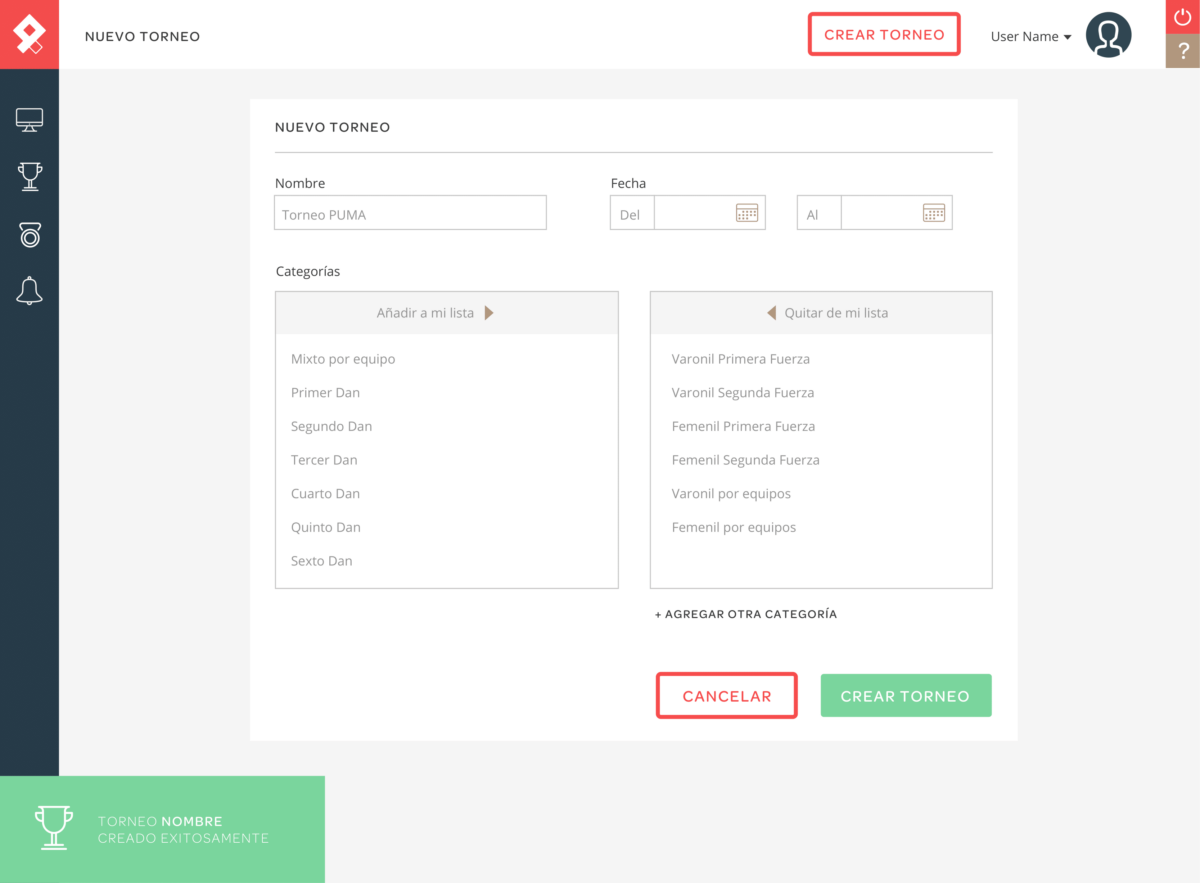 NUEVO TORNEO
CREAR TORNEO
User Name
?
NUEVO TORNEO
Nombre
Fecha
Torneo PUMA
Del
Al
Categorías
Añadir a mi lista
Mixto por equipo
Primer Dan
Segundo Dan
Tercer Dan
Cuarto Dan
Quinto Dan
Sexto Dan
Quitar de mi lista
Varonil Primera Fuerza
Varonil Segunda Fuerza
Femenil Primera Fuerza
Femenil Segunda Fuerza
Varonil por equipos
Femenil por equipos
+ AGREGAR OTRA CATEGORÍA
CANCELAR
CREAR TORNEO
TORNEO NOMBRE
CREADO EXITOSAMENTE